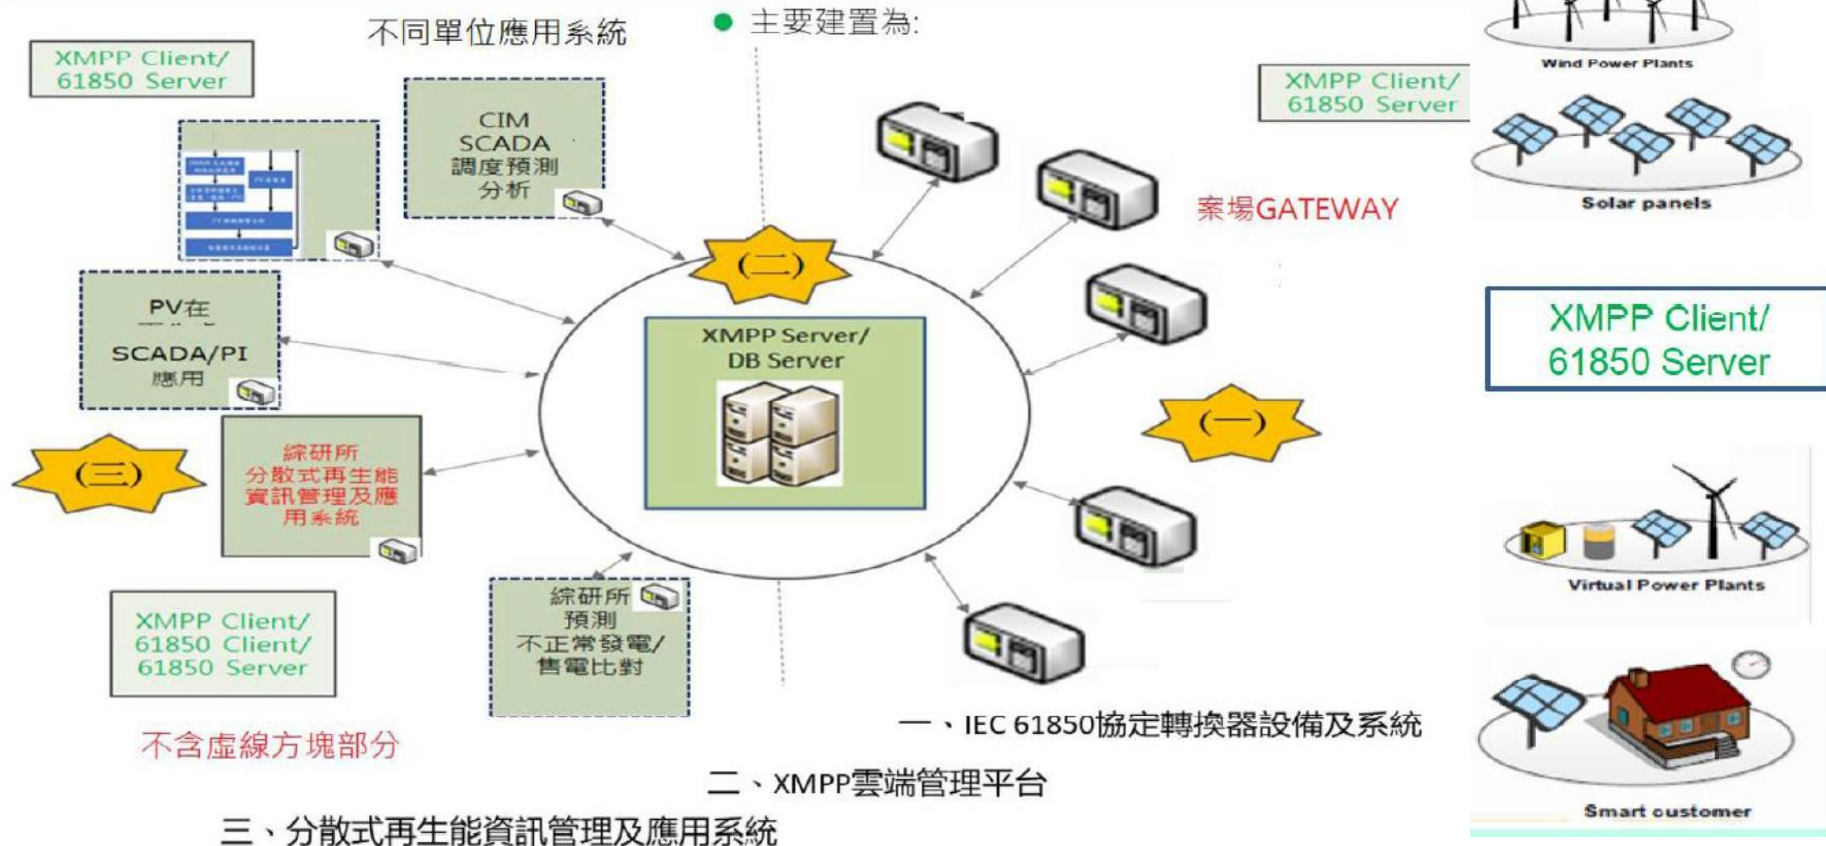 不同單位應用系統
● 主要建置為:
XMPP Client/
61850 Server
CIM
SCADA
調度預測
分析
XMPP Client/
61850 Server
Wind Power Plants
Solar panels
案場GATEWAY
(二)
PV在
SCADA/PI
應用
XMPP Server/
DB Server
XMPP Client/
61850 Server
(一)
(三)
綜研所
分散式再生能
資訊管理及應
用系統
Virtual Power Plants
綜研所
預測
不正常發電/
售電比對
XMPP Client/
61850 Client/
61850 Server
不含虛線方塊部分
一、IEC 61850協定轉換器設備及系統
二、XMPP雲端管理平台
三、分散式再生能資訊管理及應用系統
Smart customer